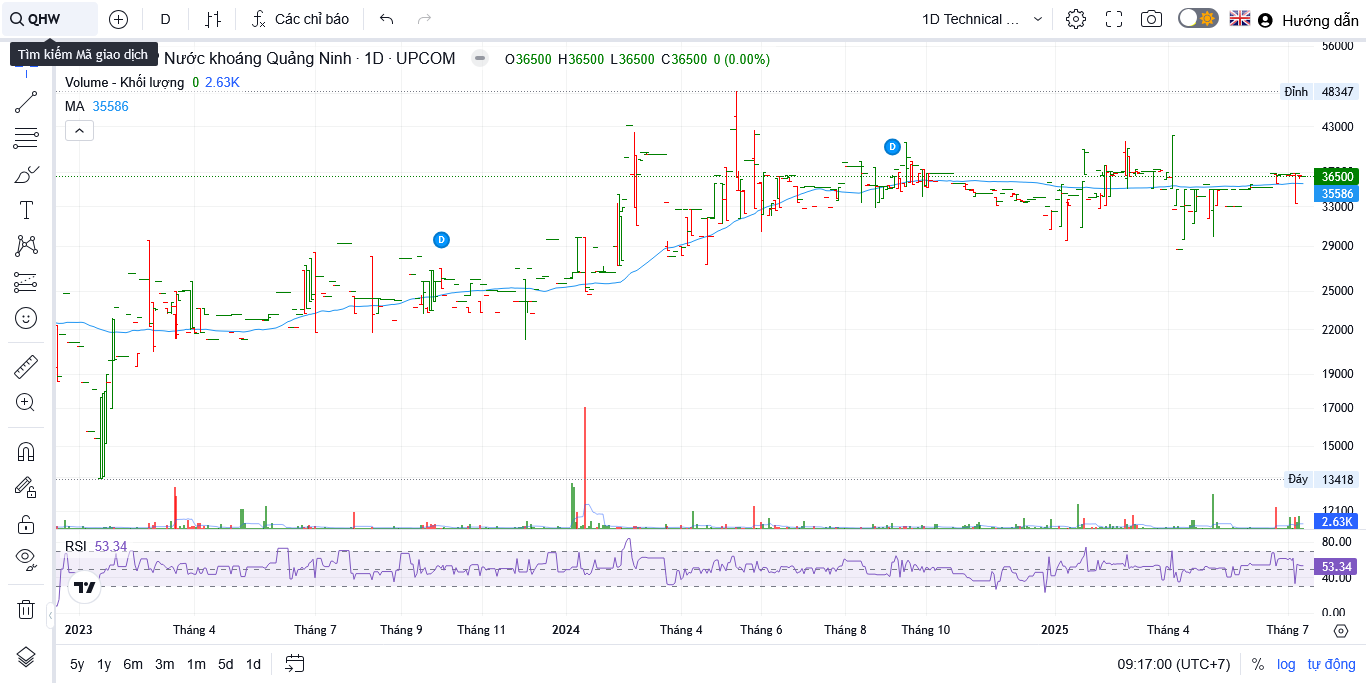 QHW
D
Các chỉ báo
1D Technical ...
Hướng dẫn
Tìm kiếm Mã giao dịch
Nước khoáng Quảng Ninh · 1D · UPCOM
O36500 H36500 L36500 C36500 0 (0.00%)
Volume - Khối lượng 0 2.63K
MA 35586
56000
Đỉnh 48347
43000
36500
35586
33000
29000
25000
22000
19000
17000
15000
Đáy 13418
2.63K
D
D
RSI 53.34
80.00
53.34
40.00
0.00
2023 Tháng 4 Tháng 7 Tháng 9 Tháng 11 2024 Tháng 4 Tháng 6 Tháng 8 Tháng 10 2025 Tháng 4 Tháng 7
5y 1y 6m 3m 1m 5d 1d
09:17:00 (UTC+7) % log tự động